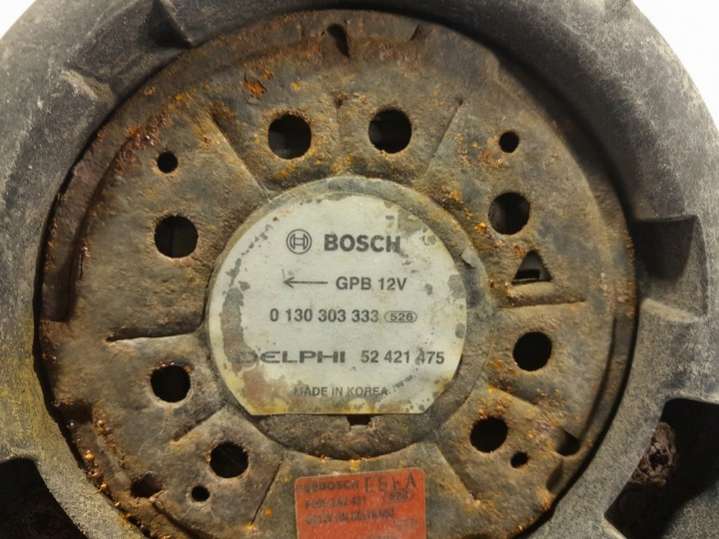 BOSCH
← GPB 12V
0 130 303 333 526
DELPHI 52 421 475
MADE IN KOREA
BOSCH